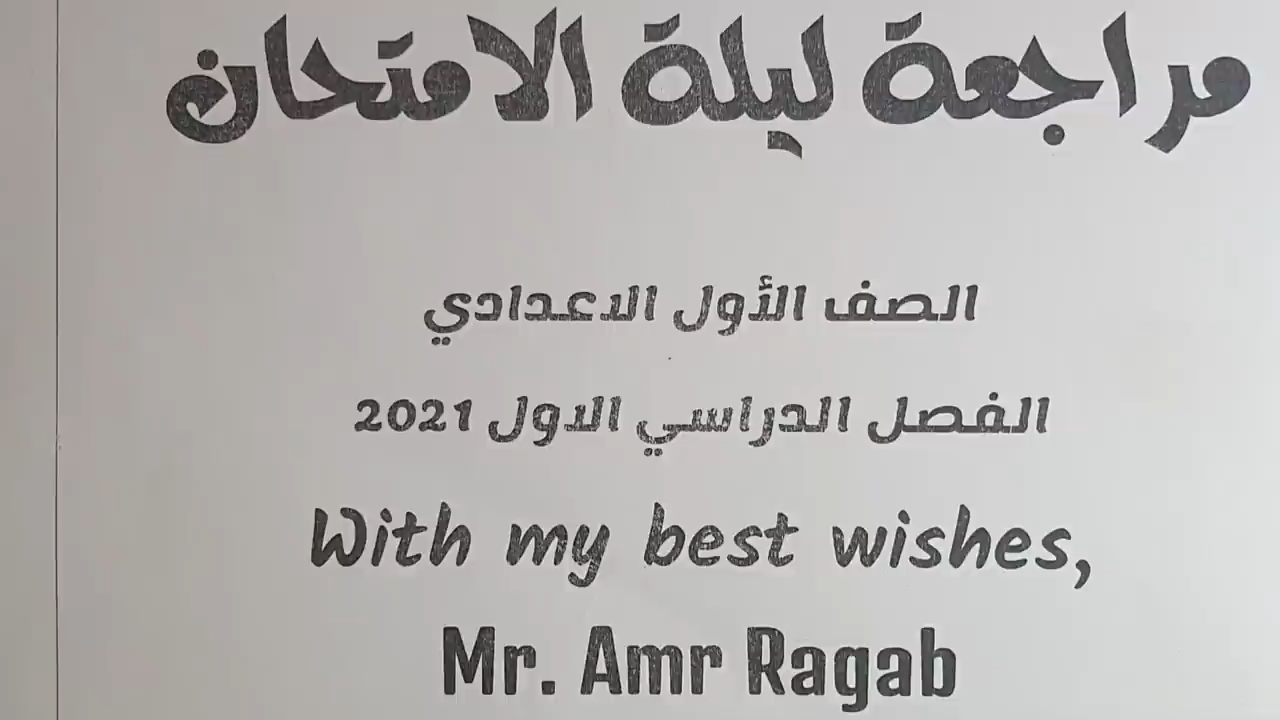 مراجعة ليلة الامتحان
الصف الأول الاعدادي
الفصل الدراسي الاول 2021
With my best wishes,
Mr. Amr Ragab